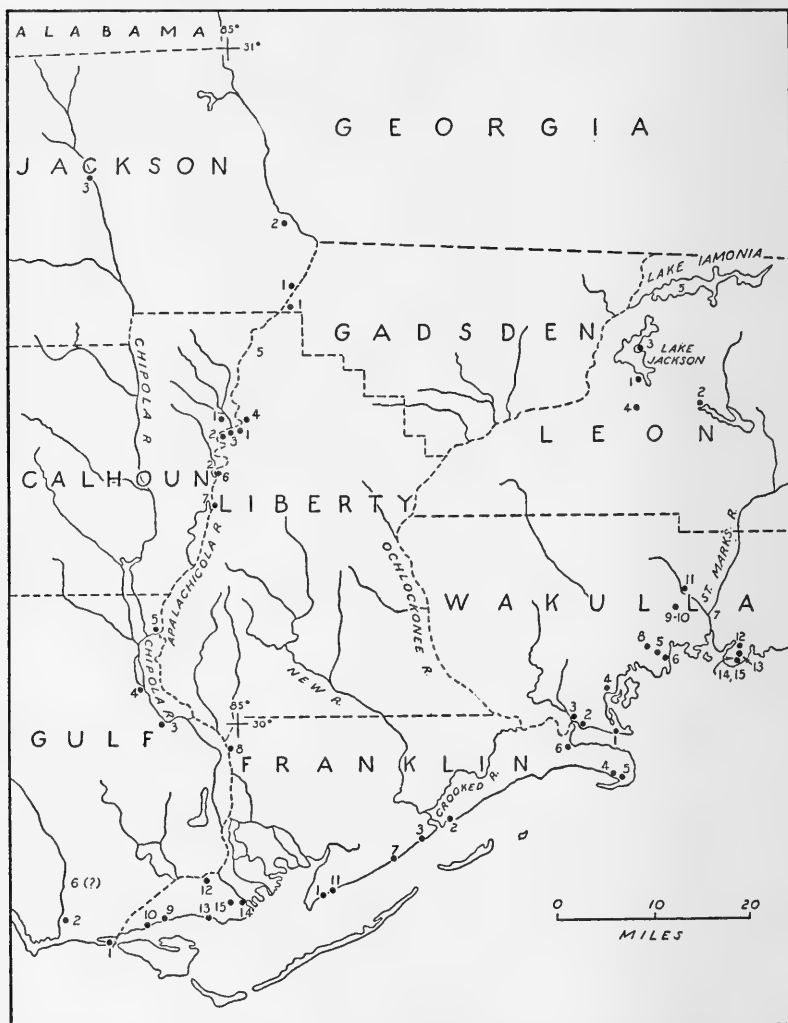 ALABAMA
85°
31°
GEORGIA
JACKSON
3
2
LAKE IAMONIA
5
1
1
GADSDEN
3
LAKE JACKSON
CHIPOLA R.
5
1
2
4
LEON
1
4
2
3
1
CALHOUN
2
6
7
LIBERTY
APALACHICOLA R.
OCHLOCKONEE R.
ST. MARKS R.
WAKULLA
11
9-10
7
5
8
5
6
12
13
14, 15
4
CHIPOLA R.
4
3
NEW R.
85°
30°
3
2
1
GULF
8
FRANKLIN
6
4
5
CROOKED R.
2
3
7
12
1
11
6 (?)
2
10
9
13
15
14
1
0 10 20
MILES